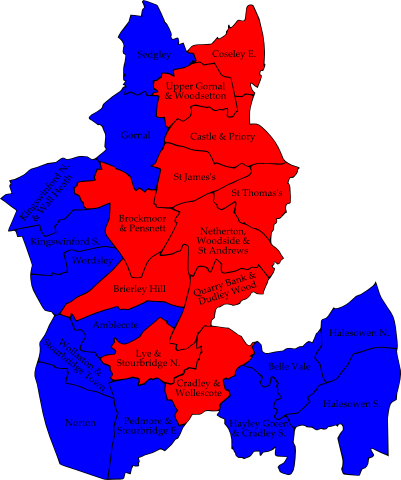 Sedgley
Coseley E.
Upper Gornal
& Woodsetton
Gornal
Castle & Priory
St James's
St Thomas's
Kingswinford N.
& Wall Heath
Brockmoor
& Pensnett
Netherton,
Woodside &
St Andrews
Kingswinford S.
Wordsley
Quarry Bank &
Dudley Wood
Brierley Hill
Amblecote
Halesowen N.
Wollaston &
Stourbridge Town
Lye &
Stourbridge N.
Belle Vale
Cradley &
Wollescote
Halesowen S.
Norton
Pedmore &
Stourbridge E.
Hayley Green
& Cradley S.